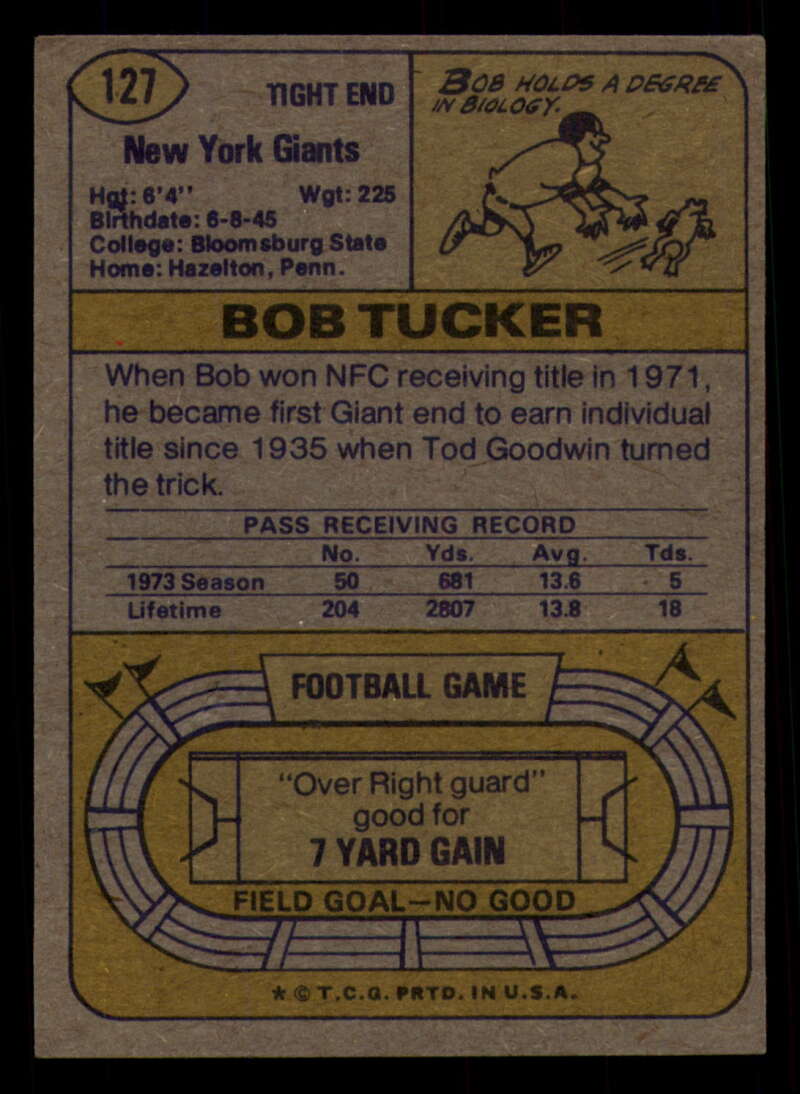 127
TIGHT END
New York Giants
Hgt: 6'4'' Wgt: 225
Birthdate: 6-8-45
College: Bloomsburg State
Home: Hazelton, Penn.
BOB HOLDS A DEGREE
IN BIOLOGY.
BOB TUCKER
When Bob won NFC receiving title in 1971,
he became first Giant end to earn individual
title since 1935 when Tod Goodwin turned
the trick.
PASS RECEIVING RECORD
No. Yds. Avg. Tds.
1973 Season 50 681 13.6 5
Lifetime 204 2807 13.8 18
FOOTBALL GAME
"Over Right guard"
good for
7 YARD GAIN
FIELD GOAL—NO GOOD
* © T.C.G. PRTD. IN U.S.A.